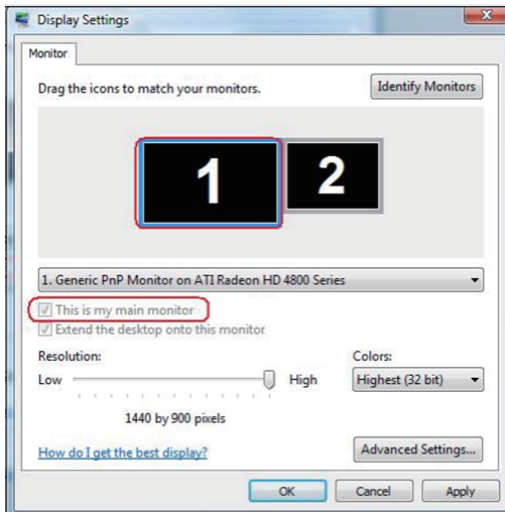 Display Settings
Monitor
Drag the icons to match your monitors.
Identify Monitors
1 2
1. Generic PnP Monitor on ATI Radeon HD 4800 Series
This is my main monitor
Extend the desktop onto this monitor
Resolution: Colors:
Low High Highest (32 bit)
1440 by 900 pixels
How do I get the best display? Advanced Settings...
OK Cancel Apply